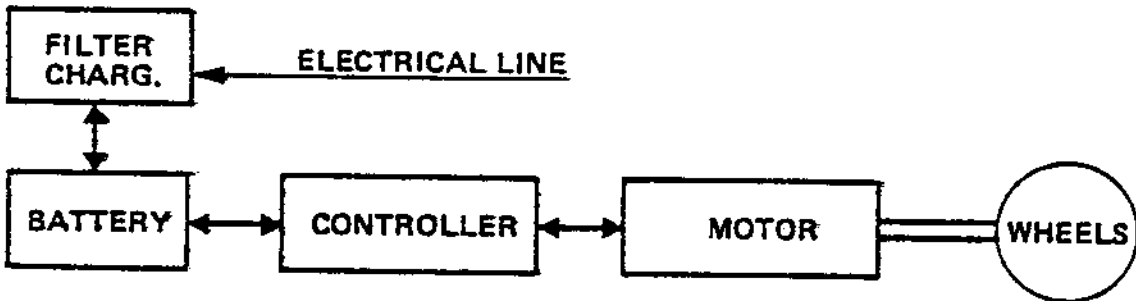 FILTER
CHARG.
ELECTRICAL LINE
BATTERY
CONTROLLER
MOTOR
WHEELS